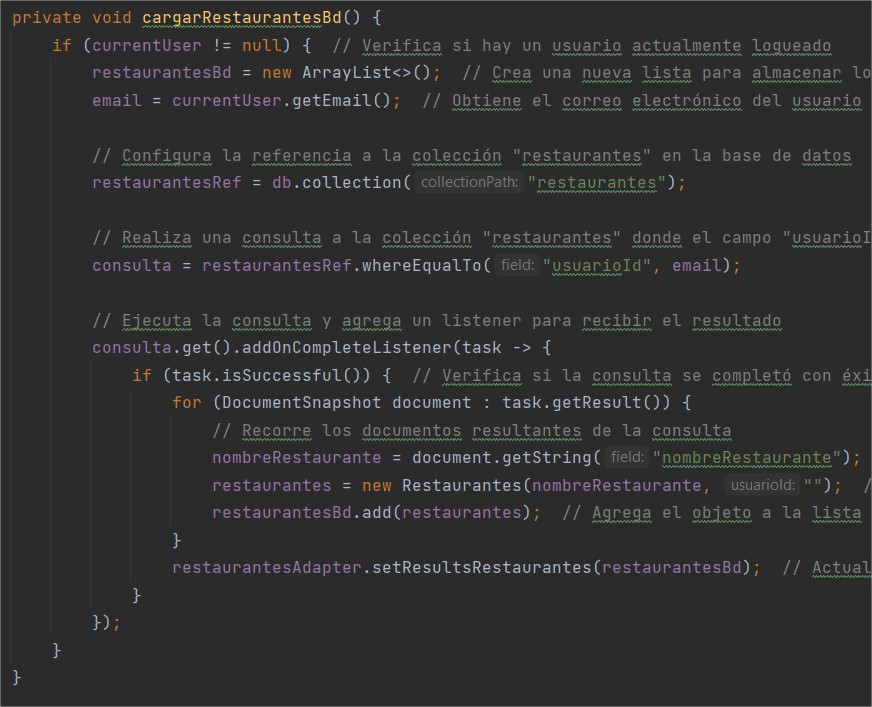 private void cargarRestaurantesBd() {
if (currentUser != null) { // Verifica si hay un usuario actualmente logueado
restaurantesBd = new ArrayList<>(); // Crea una nueva lista para almacenar lo
email = currentUser.getEmail(); // Obtiene el correo electrónico del usuario
// Configura la referencia a la colección "restaurantes" en la base de datos
restaurantesRef = db.collection( collectionPath: "restaurantes");
// Realiza una consulta a la colección "restaurantes" donde el campo "usuarioI
consulta = restaurantesRef.whereEqualTo( field: "usuarioId", email);
// Ejecuta la consulta y agrega un listener para recibir el resultado
consulta.get().addOnCompleteListener(task -> {
if (task.isSuccessful()) { // Verifica si la consulta se completó con éxi
for (DocumentSnapshot document : task.getResult()) {
// Recorre los documentos resultantes de la consulta
nombreRestaurante = document.getString( field: "nombreRestaurante");
restaurantes = new Restaurantes(nombreRestaurante, usuarioId: ""); /
restaurantesBd.add(restaurantes); // Agrega el objeto a la lista
}
restaurantesAdapter.setResultsRestaurantes(restaurantesBd); // Actual
}
});
}
}